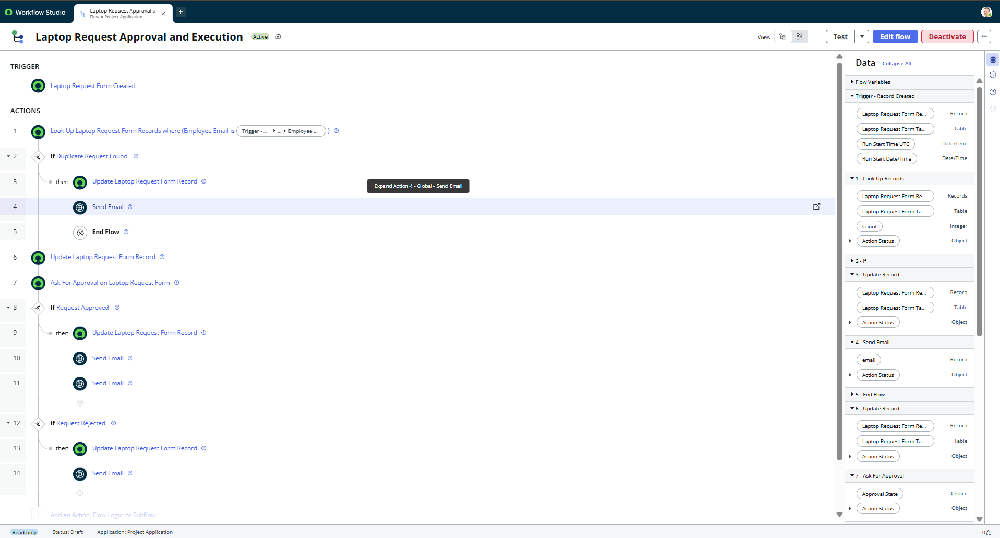 Workflow Studio
Laptop Request Approval ar
Flow • Project Application
Laptop Request Approval and Execution
Active
View:
Test
Edit flow
Deactivate
TRIGGER
Laptop Request Form Created
ACTIONS
1 Look Up Laptop Request Form Records where (Employee Email is Trigger - ... ▸ ... ▸ Employee ... )
2 If Duplicate Request Found
3 then Update Laptop Request Form Record
Expand Action 4 - Global - Send Email
4 Send Email
5 End Flow
6 Update Laptop Request Form Record
7 Ask For Approval on Laptop Request Form
8 If Request Approved
9 then Update Laptop Request Form Record
10 Send Email
11 Send Email
12 If Request Rejected
13 then Update Laptop Request Form Record
14 Send Email
Add an Action, Flow Logic, or Subflow
Data Collapse All
Flow Variables
Trigger - Record Created
Laptop Request Form Re... Record
Laptop Request Form Ta... Table
Run Start Time UTC Date/Time
Run Start Date/Time Date/Time
1 - Look Up Records
Laptop Request Form Re... Records
Laptop Request Form Ta... Table
Count Integer
Action Status Object
2 - If
3 - Update Record
Laptop Request Form Re... Record
Laptop Request Form Ta... Table
Action Status Object
4 - Send Email
email Record
Action Status Object
5 - End Flow
6 - Update Record
Laptop Request Form Re... Record
Laptop Request Form Ta... Table
Action Status Object
7 - Ask For Approval
Approval State Choice
Action Status Object
Read-only Status: Draft Application: Project Application
0